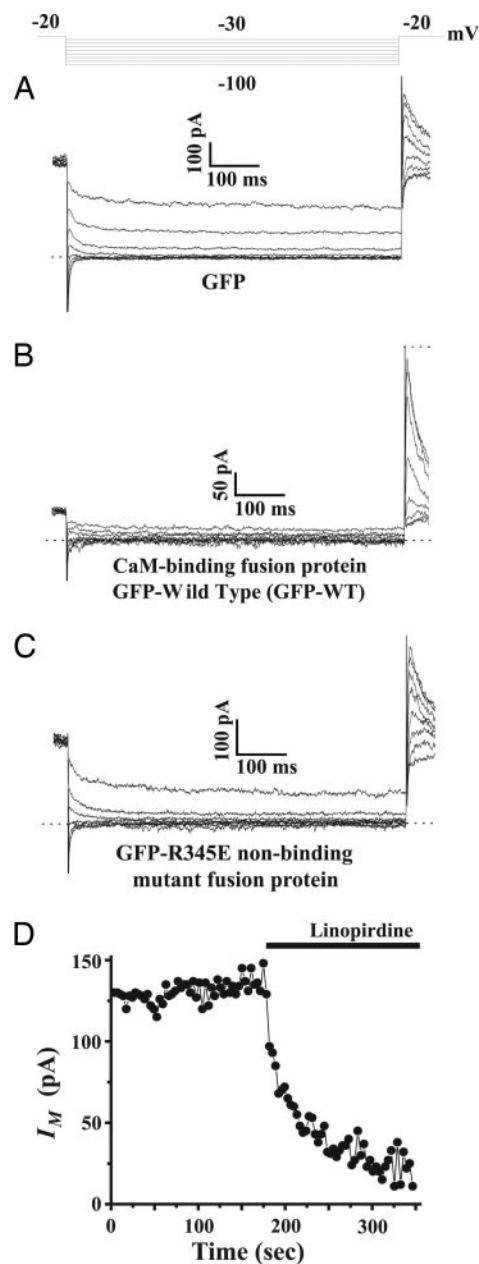 -20 -30 -20
mV
-100
A
100 pA
100 ms
GFP
B
50 pA
100 ms
CaM-binding fusion protein
GFP-Wild Type (GFP-WT)
C
100 pA
100 ms
GFP-R345E non-binding
mutant fusion protein
D
Linopirdine
150
100
50
0
I_M (pA)
0 100 200 300
Time (sec)